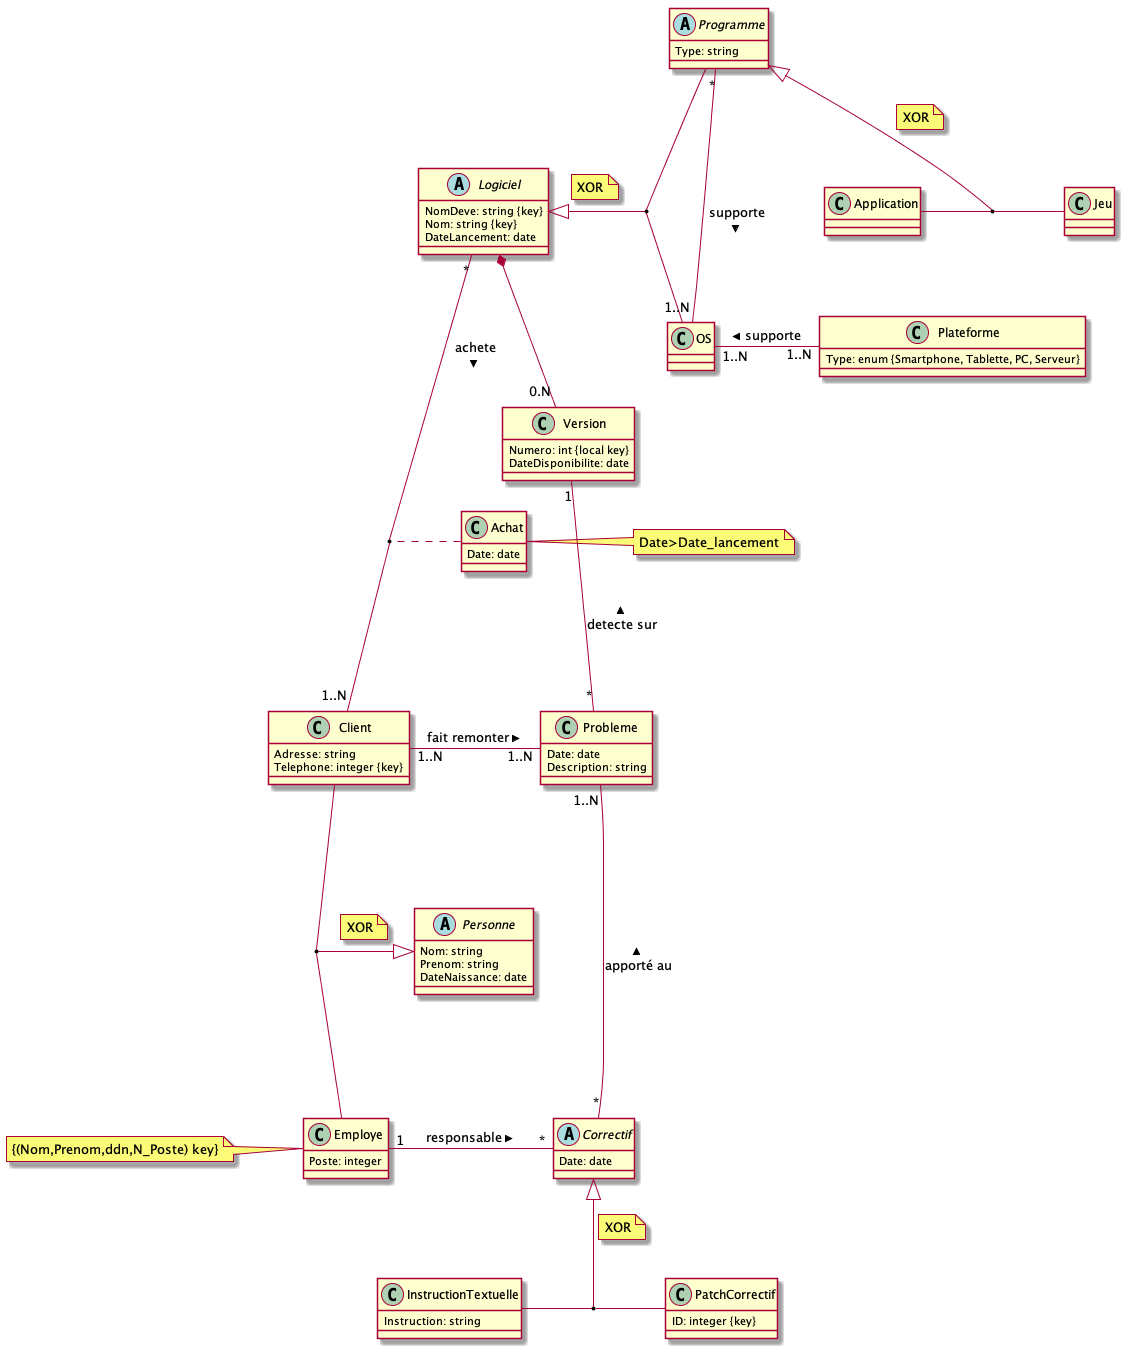 A Programme
Type: string
*
XOR
XOR
A Logiciel
NomDeve: string {key}
Nom: string {key}
DateLancement: date
*
supporte
▼
C Application
C Jeu
1..N
C OS
◄ supporte
1..N
1..N
C Plateforme
Type: enum {Smartphone, Tablette, PC, Serveur}
achete
▼
0.N
C Version
Numero: int {local key}
DateDisponibilite: date
1
C Achat
Date: date
Date>Date_lancement
▲
detecte sur
1..N
*
C Client
Adresse: string
Telephone: integer {key}
fait remonter ►
1..N
1..N
C Probleme
Date: date
Description: string
1..N
XOR
A Personne
Nom: string
Prenom: string
DateNaissance: date
▲
apporté au
*
{(Nom,Prenom,ddn,N_Poste) key}
C Employe
Poste: integer
1
responsable ►
*
A Correctif
Date: date
XOR
C InstructionTextuelle
Instruction: string
C PatchCorrectif
ID: integer {key}